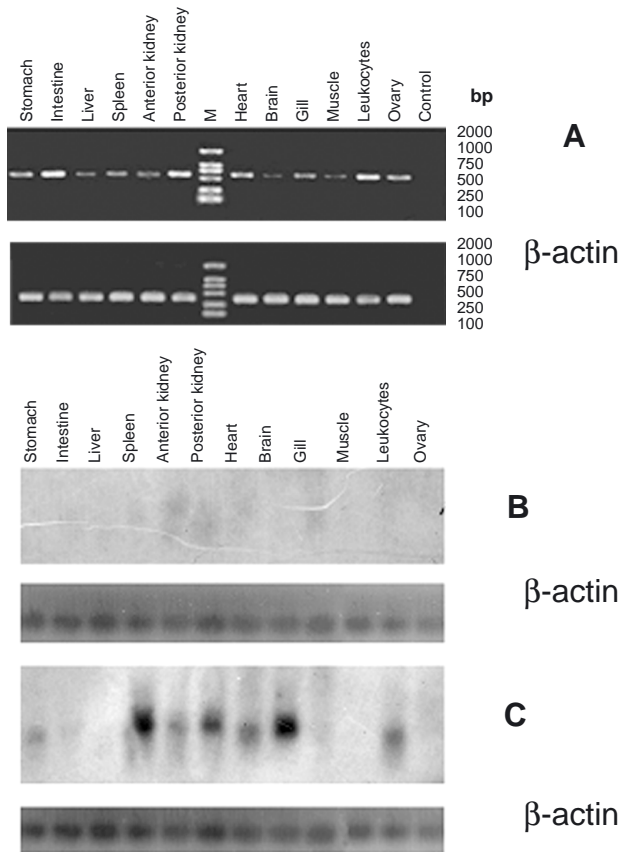 Stomach
Intestine
Liver
Spleen
Anterior kidney
Posterior kidney
M
Heart
Brain
Gill
Muscle
Leukocytes
Ovary
Control
bp
2000
1000
750
500
250
100
A
2000
1000
750
500
250
100
β-actin
Stomach
Intestine
Liver
Spleen
Anterior kidney
Posterior kidney
Heart
Brain
Gill
Muscle
Leukocytes
Ovary
B
β-actin
C
β-actin